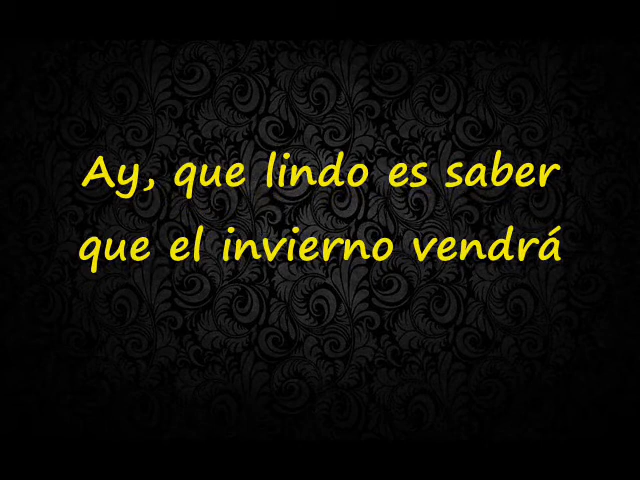 Ay, que lindo es saber
que el invierno vendrá